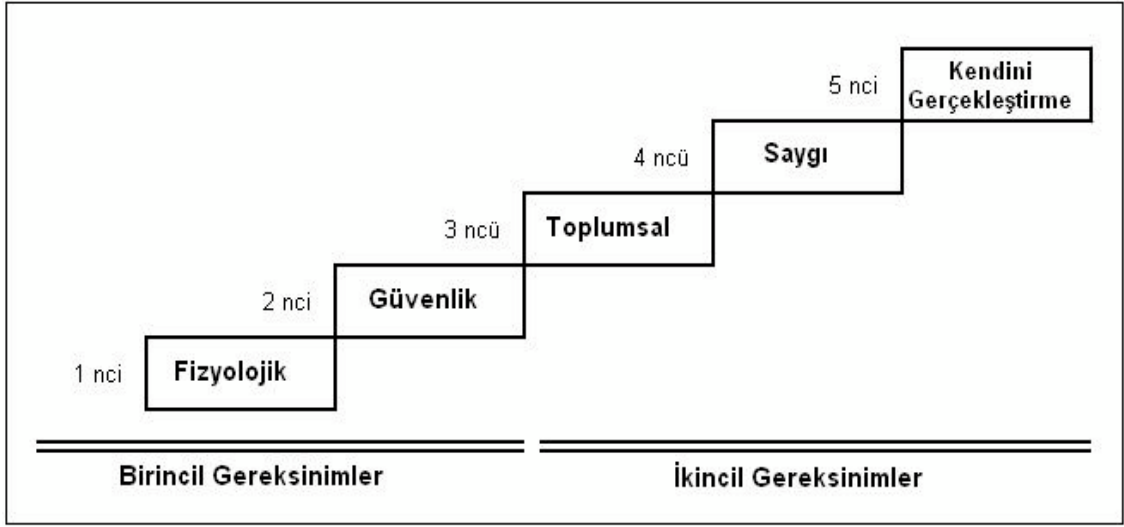 5 nci
Kendini
Gerçekleştirme
4 ncü
Saygı
3 ncü
Toplumsal
2 nci
Güvenlik
1 nci
Fizyolojik
Birincil Gereksinimler
İkincil Gereksinimler